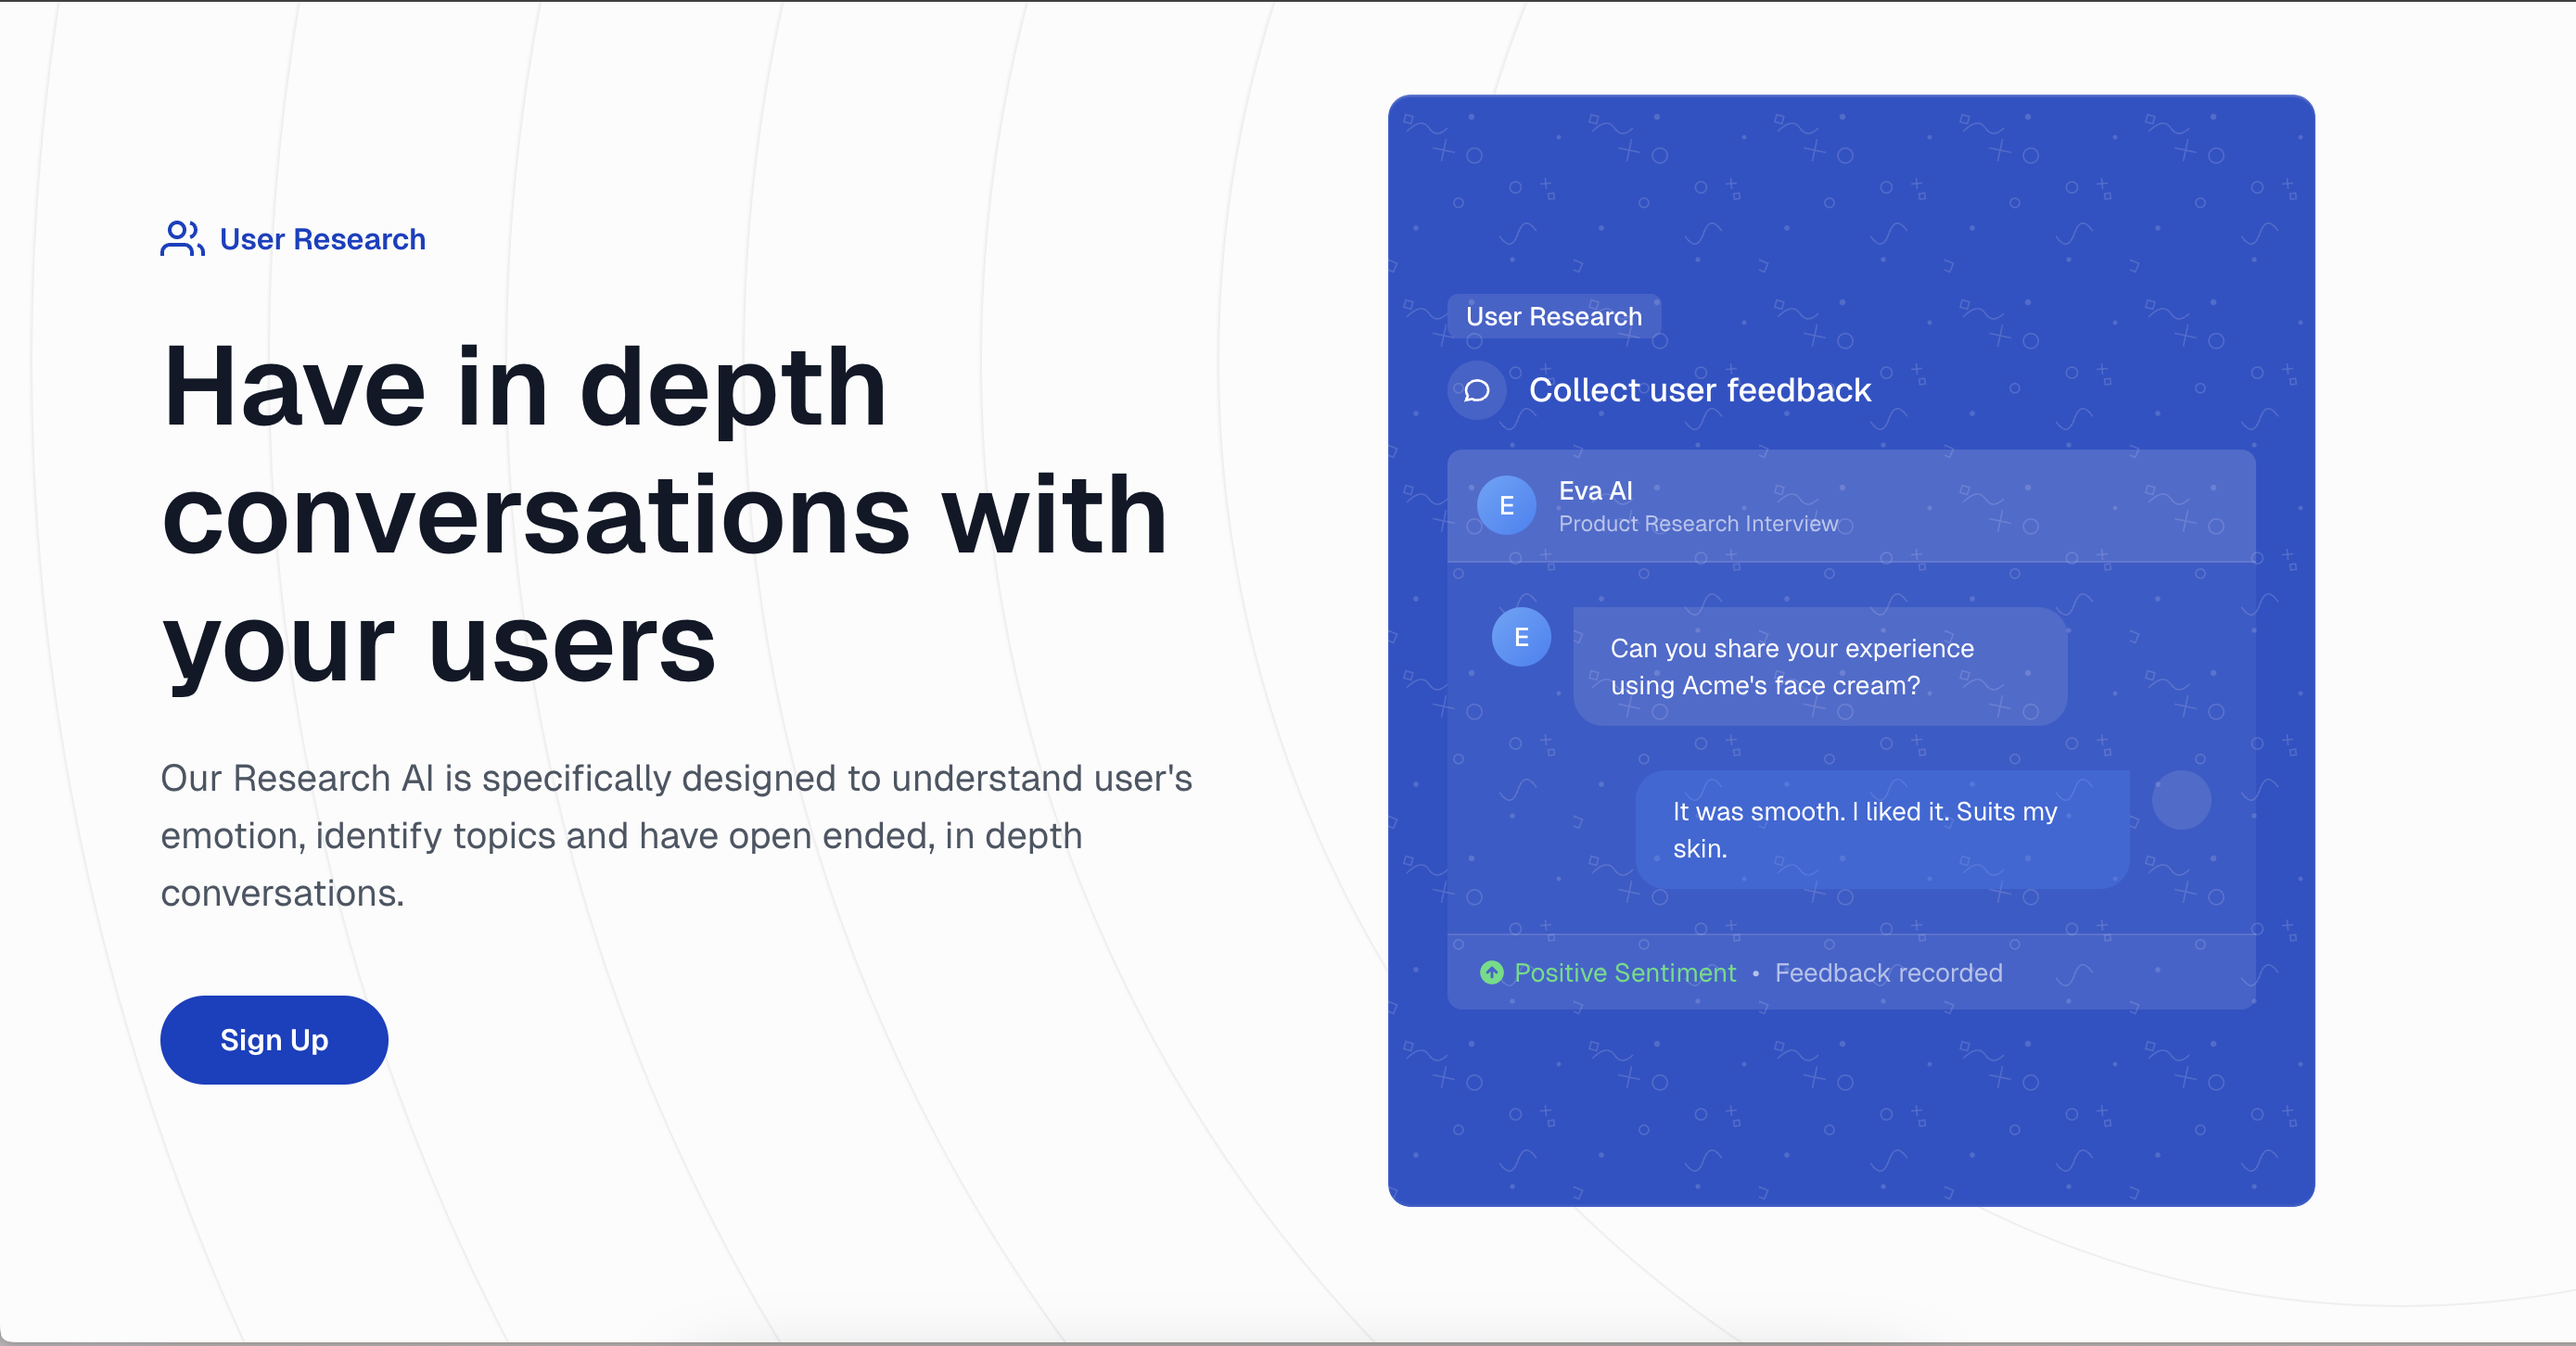 User Research
Have in depth
conversations with
your users
Our Research AI is specifically designed to understand user's
emotion, identify topics and have open ended, in depth
conversations.
Sign Up
User Research
Collect user feedback
E
Eva AI
Product Research Interview
E
Can you share your experience
using Acme's face cream?
It was smooth. I liked it. Suits my
skin.
Positive Sentiment • Feedback recorded